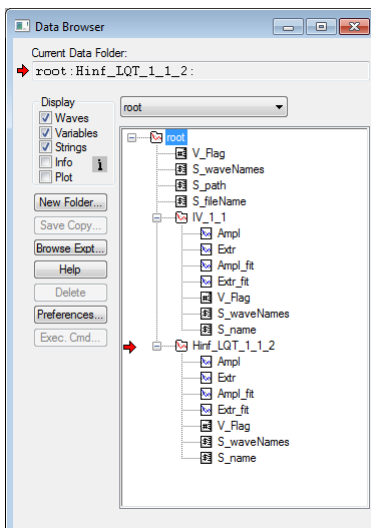 Data Browser
Current Data Folder:
root:Hinf_LQT_1_1_2:
Display
Waves
Variables
Strings
Info
i
Plot
New Folder...
Save Copy...
Browse Expt...
Help
Delete
Preferences...
Exec. Cmd...
root
root
V_Flag
S_waveNames
S_path
S_fileName
IV_1_1
Ampl
Extr
Ampl_fit
Extr_fit
V_Flag
S_waveNames
S_name
Hinf_LQT_1_1_2
Ampl
Extr
Ampl_fit
Extr_fit
V_Flag
S_waveNames
S_name